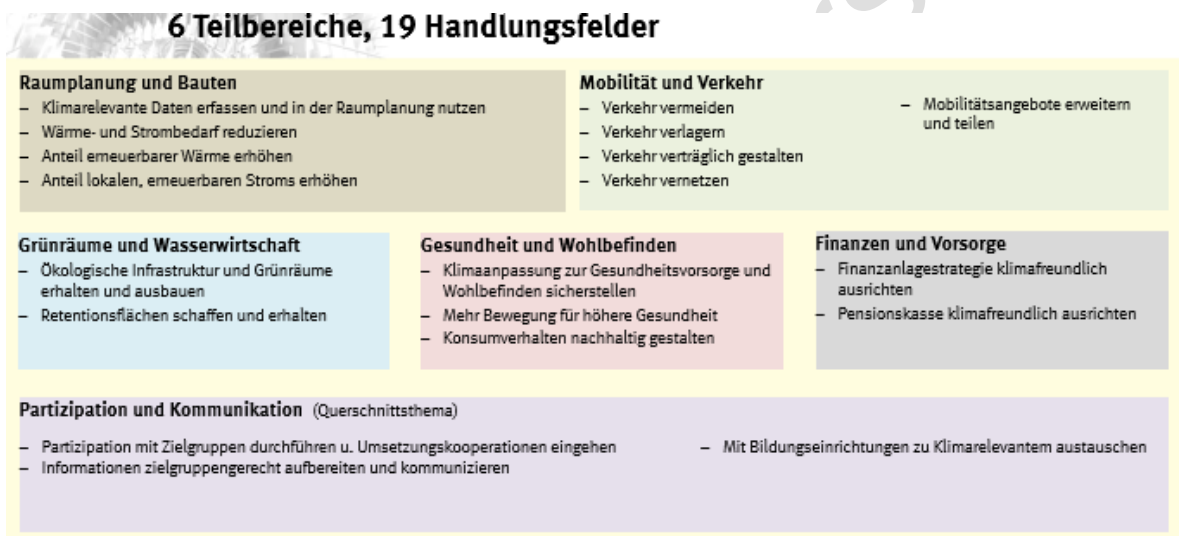 6 Teilbereiche, 19 Handlungsfelder
Raumplanung und Bauten
– Klimarelevante Daten erfassen und in der Raumplanung nutzen
– Wärme- und Strombedarf reduzieren
– Anteil erneuerbarer Wärme erhöhen
– Anteil lokalen, erneuerbaren Stroms erhöhen
Mobilität und Verkehr
– Verkehr vermeiden
– Verkehr verlagern
– Verkehr verträglich gestalten
– Verkehr vernetzen
– Mobilitätsangebote erweitern
und teilen
Grünräume und Wasserwirtschaft
– Ökologische Infrastruktur und Grünräume
erhalten und ausbauen
– Retentionsflächen schaffen und erhalten
Gesundheit und Wohlbefinden
– Klimaanpassung zur Gesundheitsvorsorge und
Wohlbefinden sicherstellen
– Mehr Bewegung für höhere Gesundheit
– Konsumverhalten nachhaltig gestalten
Finanzen und Vorsorge
– Finanzanlagestrategie klimafreundlich
ausrichten
– Pensionskasse klimafreundlich ausrichten
Partizipation und Kommunikation (Querschnittsthema)
– Partizipation mit Zielgruppen durchführen u. Umsetzungskooperationen eingehen
– Informationen zielgruppengerecht aufbereiten und kommunizieren
– Mit Bildungseinrichtungen zu Klimarelevantem austauschen